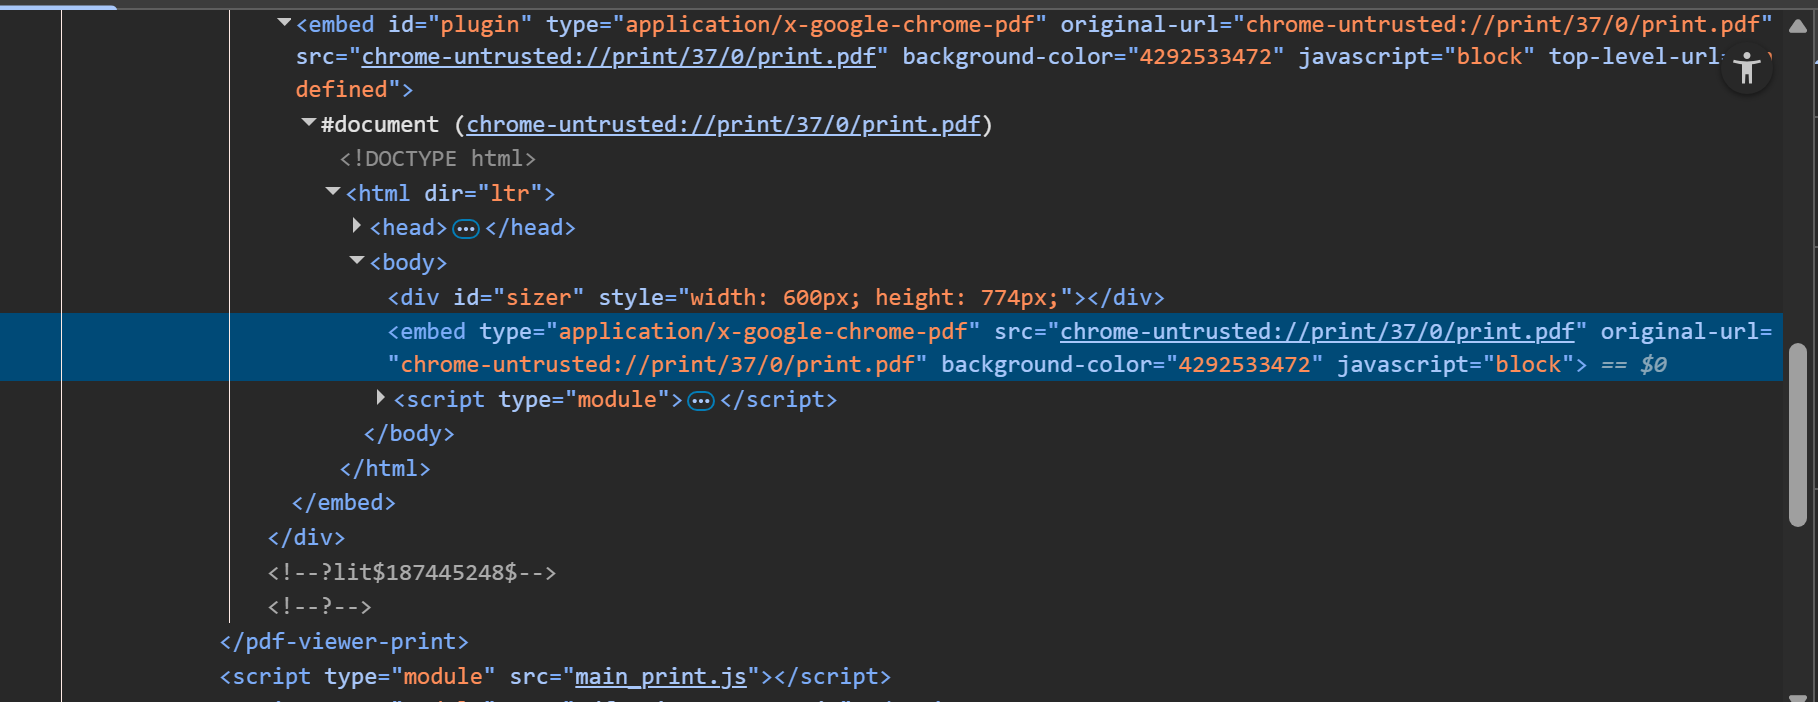 <embed id="plugin" type="application/x-google-chrome-pdf" original-url="chrome-untrusted://print/37/0/print.pdf"
src="chrome-untrusted://print/37/0/print.pdf" background-color="4292533472" javascript="block" top-level-url=
defined">
#document (chrome-untrusted://print/37/0/print.pdf)
<!DOCTYPE html>
<html dir="ltr">
<head>…</head>
<body>
<div id="sizer" style="width: 600px; height: 774px;"></div>
<embed type="application/x-google-chrome-pdf" src="chrome-untrusted://print/37/0/print.pdf" original-url=
"chrome-untrusted://print/37/0/print.pdf" background-color="4292533472" javascript="block"> == $0
<script type="module">…</script>
</body>
</html>
</embed>
</div>
<!--?lit$187445248$-->
<!--?-->
</pdf-viewer-print>
<script type="module" src="main_print.js"></script>